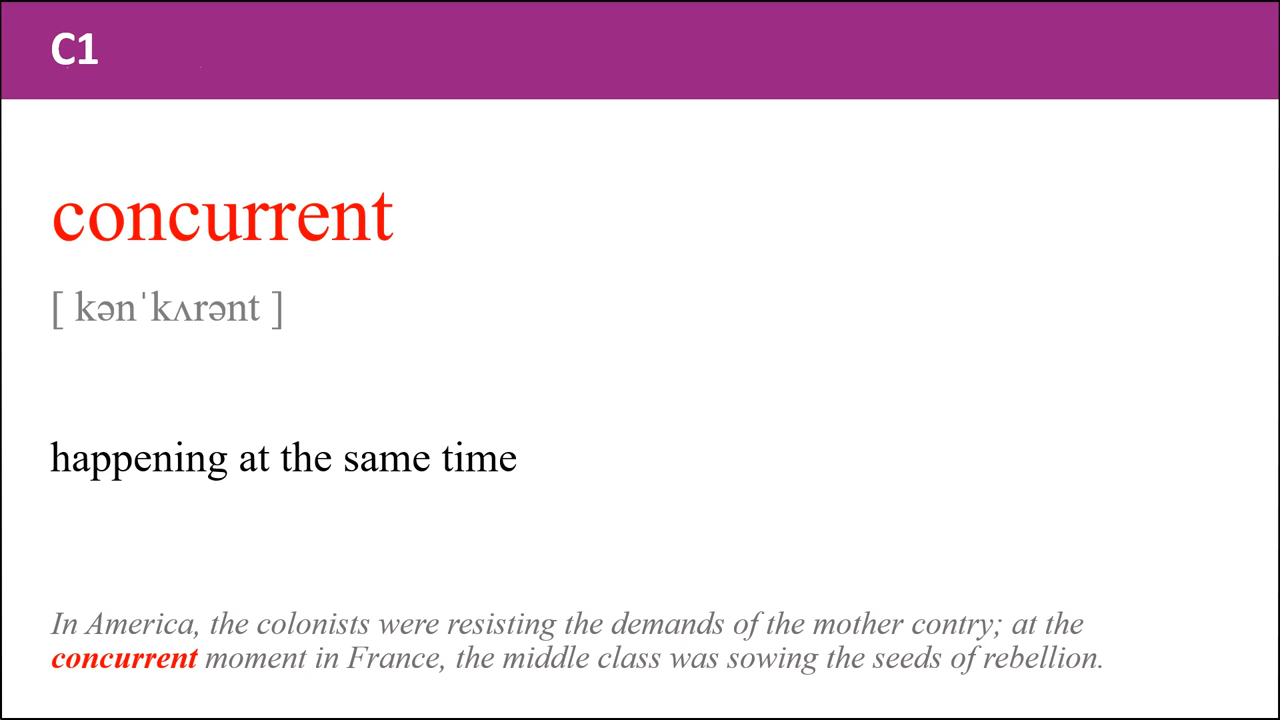 C1
concurrent
[ kənˈkʌrənt ]
happening at the same time
In America, the colonists were resisting the demands of the mother contry; at the
concurrent moment in France, the middle class was sowing the seeds of rebellion.